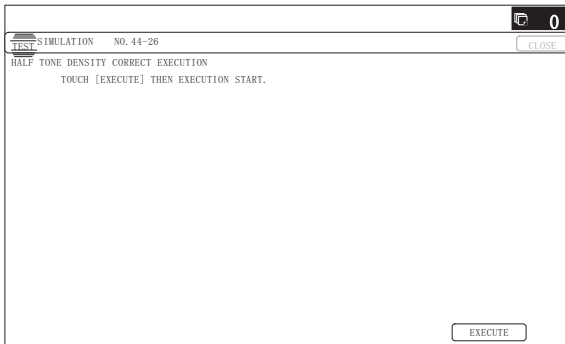 0
TEST SIMULATION NO. 44-26
CLOSE
HALF TONE DENSITY CORRECT EXECUTION
TOUCH [EXECUTE] THEN EXECUTION START.
EXECUTE